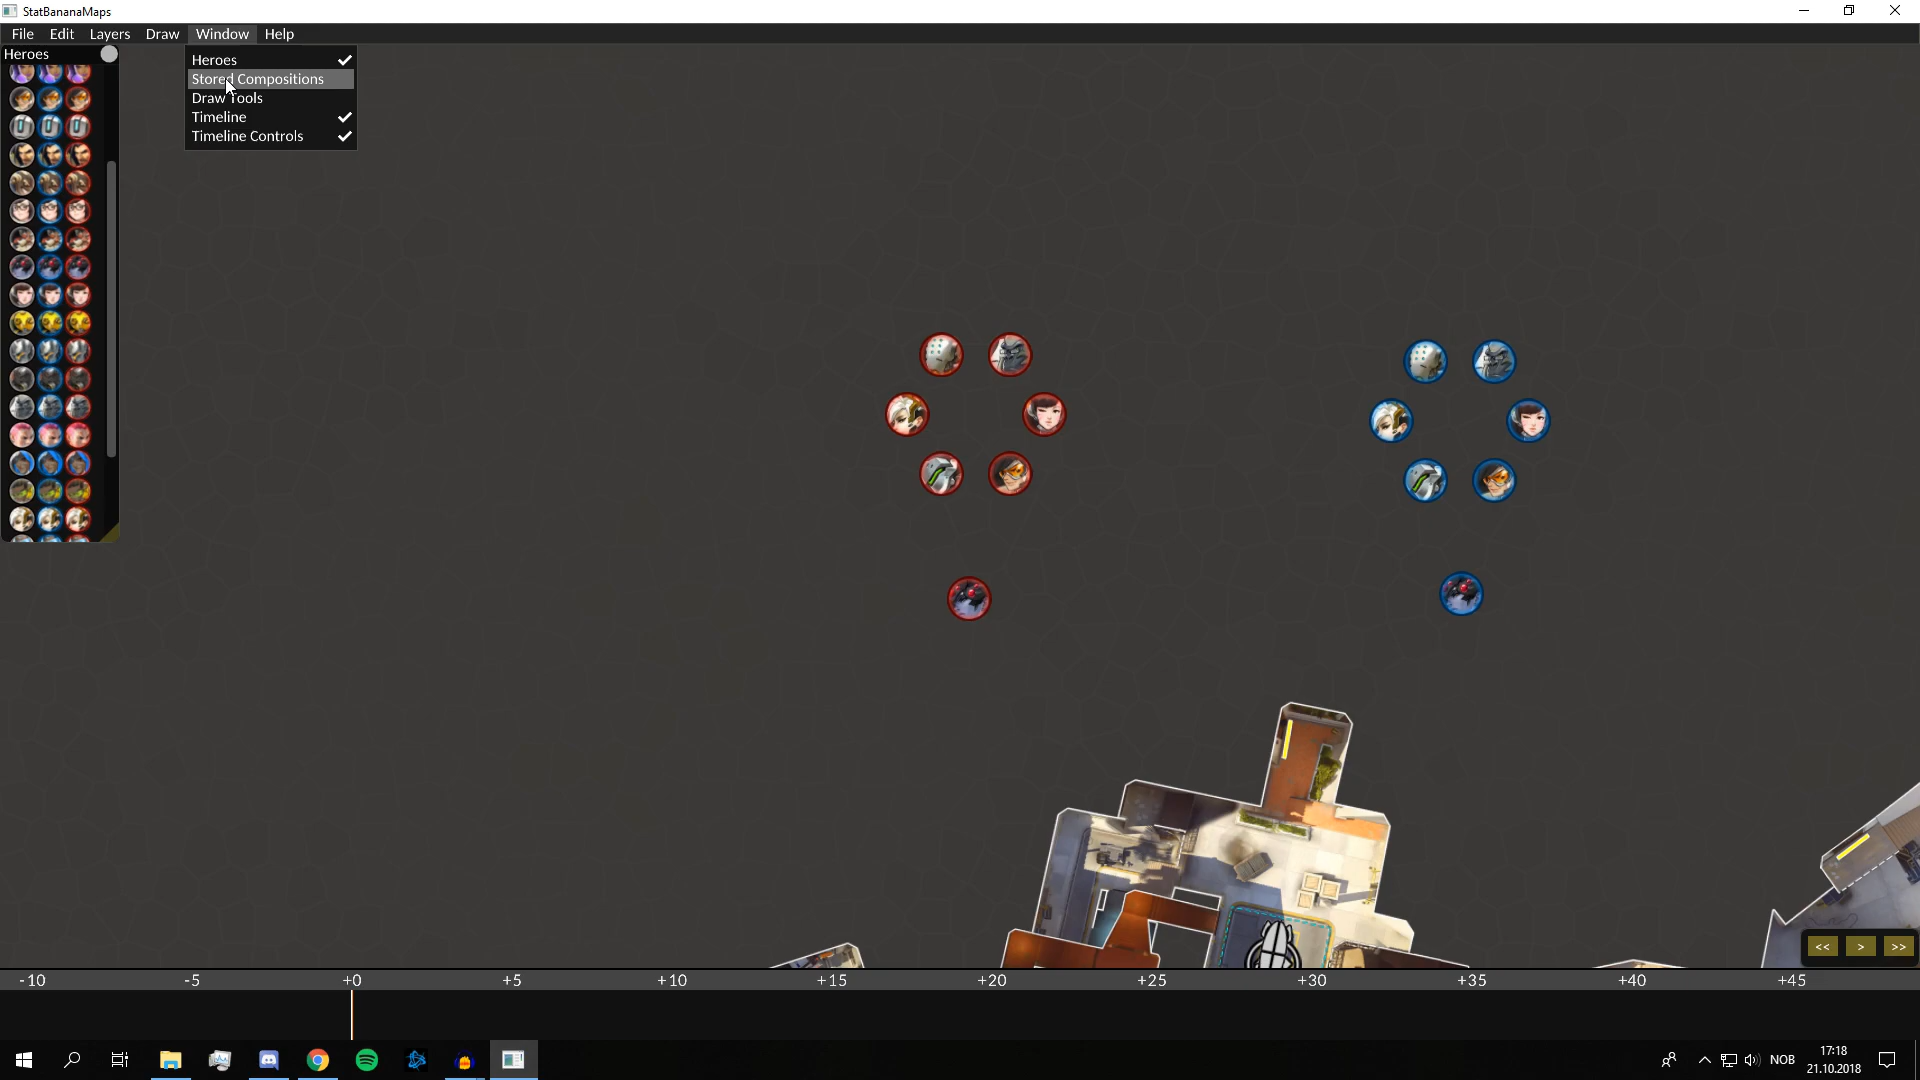 StatBananaMaps
File Edit Layers Draw Window Help
Heroes
Heroes
Stored Compositions
Draw Tools
Timeline
Timeline Controls
<< > >>
-10 -5 +0 +5 +10 +15 +20 +25 +30 +35 +40 +45
NOB
17:18
21.10.2018